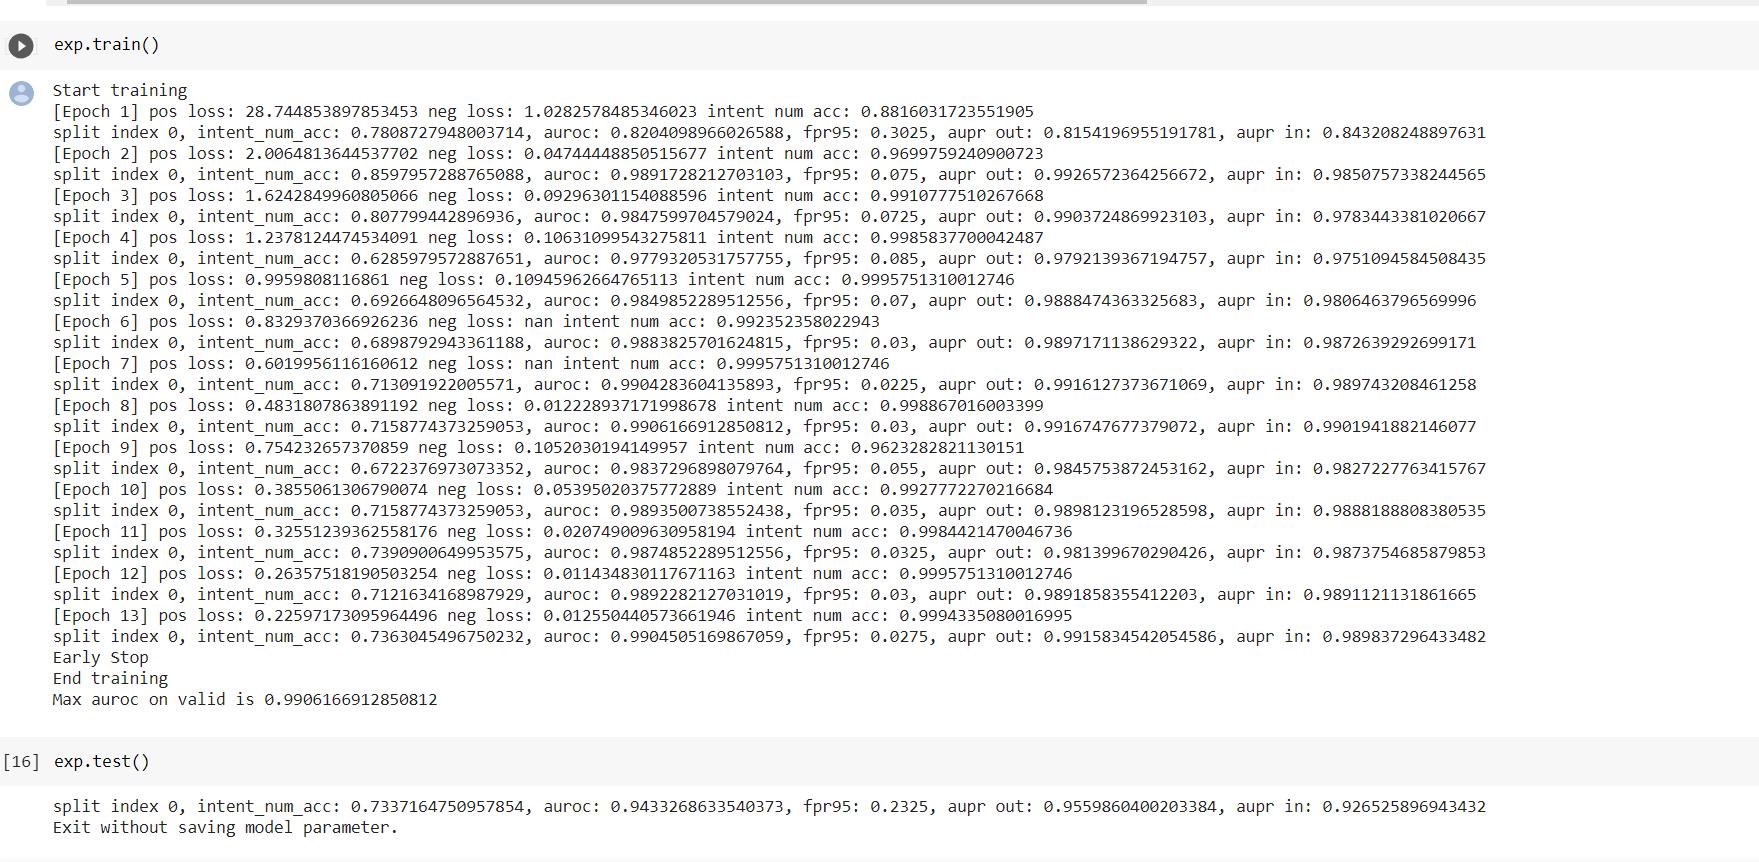 exp.train()
Start training
[Epoch 1] pos loss: 28.744853897853453 neg loss: 1.0282578485346023 intent num acc: 0.8816031723551905
split index 0, intent_num_acc: 0.7808727948003714, auroc: 0.8204098966026588, fpr95: 0.3025, aupr out: 0.8154196955191781, aupr in: 0.843208248897631
[Epoch 2] pos loss: 2.0064813644537702 neg loss: 0.04744448850515677 intent num acc: 0.9699759240900723
split index 0, intent_num_acc: 0.8597957288765088, auroc: 0.9891728212703103, fpr95: 0.075, aupr out: 0.9926572364256672, aupr in: 0.9850757338244565
[Epoch 3] pos loss: 1.6242849960805066 neg loss: 0.09296301154088596 intent num acc: 0.9910777510267668
split index 0, intent_num_acc: 0.807799442896936, auroc: 0.9847599704579024, fpr95: 0.0725, aupr out: 0.9903724869923103, aupr in: 0.9783443381020667
[Epoch 4] pos loss: 1.2378124474534091 neg loss: 0.10631099543275811 intent num acc: 0.9985837700042487
split index 0, intent_num_acc: 0.6285979572887651, auroc: 0.9779320531757755, fpr95: 0.085, aupr out: 0.9792139367194757, aupr in: 0.9751094584508435
[Epoch 5] pos loss: 0.9959808116861 neg loss: 0.10945962664765113 intent num acc: 0.9995751310012746
split index 0, intent_num_acc: 0.6926648096564532, auroc: 0.9849852289512556, fpr95: 0.07, aupr out: 0.9888474363325683, aupr in: 0.9806463796569996
[Epoch 6] pos loss: 0.8329370366926236 neg loss: nan intent num acc: 0.992352358022943
split index 0, intent_num_acc: 0.6898792943361188, auroc: 0.9883825701624815, fpr95: 0.03, aupr out: 0.9897171138629322, aupr in: 0.9872639292699171
[Epoch 7] pos loss: 0.6019956116160612 neg loss: nan intent num acc: 0.9995751310012746
split index 0, intent_num_acc: 0.713091922005571, auroc: 0.9904283604135893, fpr95: 0.0225, aupr out: 0.9916127373671069, aupr in: 0.989743208461258
[Epoch 8] pos loss: 0.4831807863891192 neg loss: 0.012228937171998678 intent num acc: 0.998867016003399
split index 0, intent_num_acc: 0.7158774373259053, auroc: 0.9906166912850812, fpr95: 0.03, aupr out: 0.9916747677379072, aupr in: 0.9901941882146077
[Epoch 9] pos loss: 0.754232657370859 neg loss: 0.1052030194149957 intent num acc: 0.9623282821130151
split index 0, intent_num_acc: 0.6722376973073352, auroc: 0.9837296898079764, fpr95: 0.055, aupr out: 0.9845753872453162, aupr in: 0.9827227763415767
[Epoch 10] pos loss: 0.3855061306790074 neg loss: 0.05395020375772889 intent num acc: 0.9927772270216684
split index 0, intent_num_acc: 0.7158774373259053, auroc: 0.9893500738552438, fpr95: 0.035, aupr out: 0.9898123196528598, aupr in: 0.9888188808380535
[Epoch 11] pos loss: 0.32551239362558176 neg loss: 0.020749009630958194 intent num acc: 0.9984421470046736
split index 0, intent_num_acc: 0.7390900649953575, auroc: 0.9874852289512556, fpr95: 0.0325, aupr out: 0.981399670290426, aupr in: 0.9873754685879853
[Epoch 12] pos loss: 0.26357518190503254 neg loss: 0.011434830117671163 intent num acc: 0.9995751310012746
split index 0, intent_num_acc: 0.7121634168987929, auroc: 0.9892282127031019, fpr95: 0.03, aupr out: 0.9891858355412203, aupr in: 0.9891121131861665
[Epoch 13] pos loss: 0.22597173095964496 neg loss: 0.012550440573661946 intent num acc: 0.9994335080016995
split index 0, intent_num_acc: 0.7363045496750232, auroc: 0.9904505169867059, fpr95: 0.0275, aupr out: 0.9915834542054586, aupr in: 0.989837296433482
Early Stop
End training
Max auroc on valid is 0.9906166912850812
[16] exp.test()
split index 0, intent_num_acc: 0.7337164750957854, auroc: 0.9433268633540373, fpr95: 0.2325, aupr out: 0.9559860400203384, aupr in: 0.926525896943432
Exit without saving model parameter.